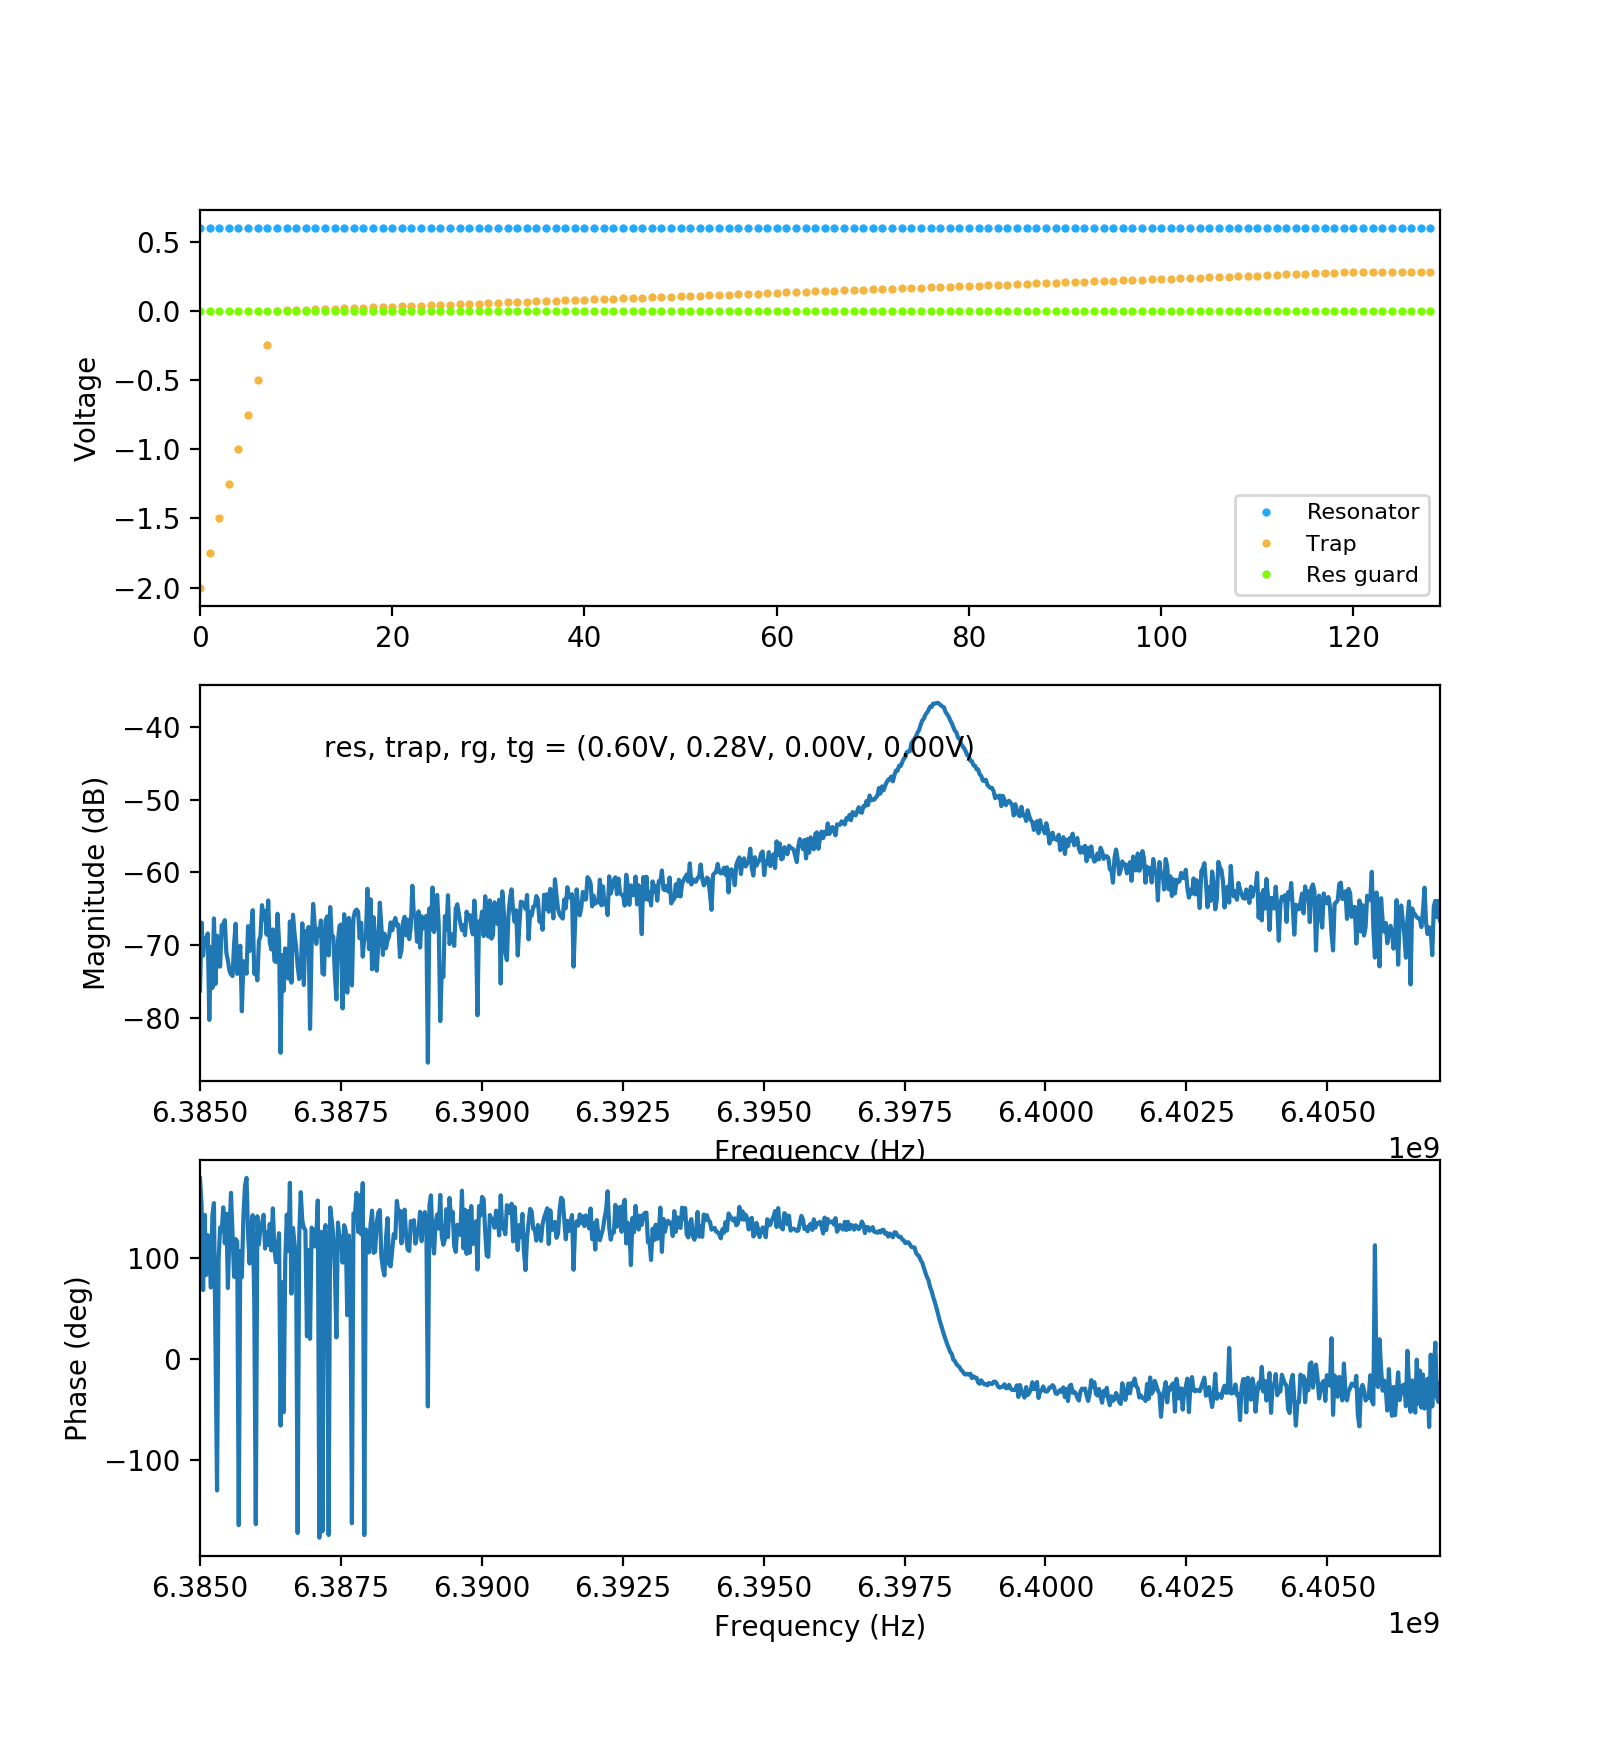 0.5
0.0
−0.5
−1.0
−1.5
−2.0
Voltage
Resonator
Trap
Res guard
0 20 40 60 80 100 120
−40
−50
−60
−70
−80
Magnitude (dB)
res, trap, rg, tg = (0.60V, 0.28V, 0.00V, 0.00V)
6.3850 6.3875 6.3900 6.3925 6.3950 6.3975 6.4000 6.4025 6.4050
1e9
Frequency (Hz)
100
0
−100
Phase (deg)
6.3850 6.3875 6.3900 6.3925 6.3950 6.3975 6.4000 6.4025 6.4050
1e9
Frequency (Hz)